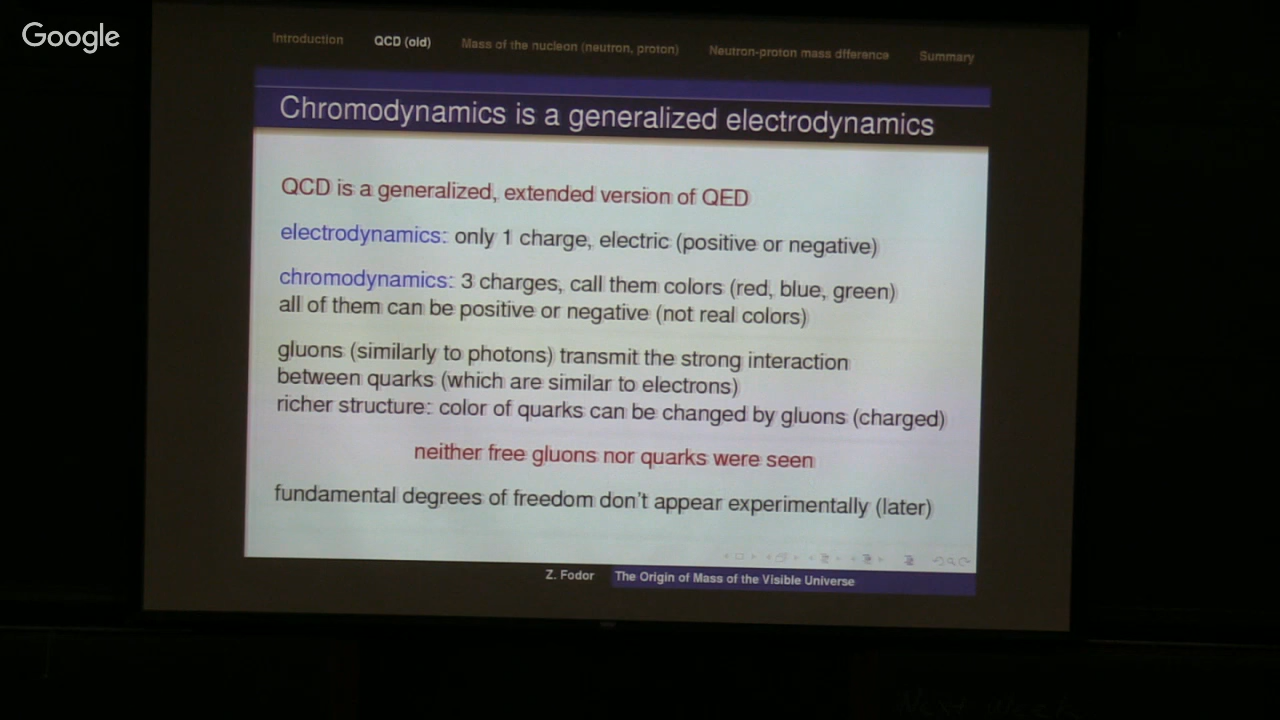 Google
Introduction QCD (old) Mass of the nucleon (neutron, proton) Neutron-proton mass difference Summary
Chromodynamics is a generalized electrodynamics
QCD is a generalized, extended version of QED
electrodynamics: only 1 charge, electric (positive or negative)
chromodynamics: 3 charges, call them colors (red, blue, green)
all of them can be positive or negative (not real colors)
gluons (similarly to photons) transmit the strong interaction
between quarks (which are similar to electrons)
richer structure: color of quarks can be changed by gluons (charged)
neither free gluons nor quarks were seen
fundamental degrees of freedom don't appear experimentally (later)
Z. Fodor The Origin of Mass of the Visible Universe